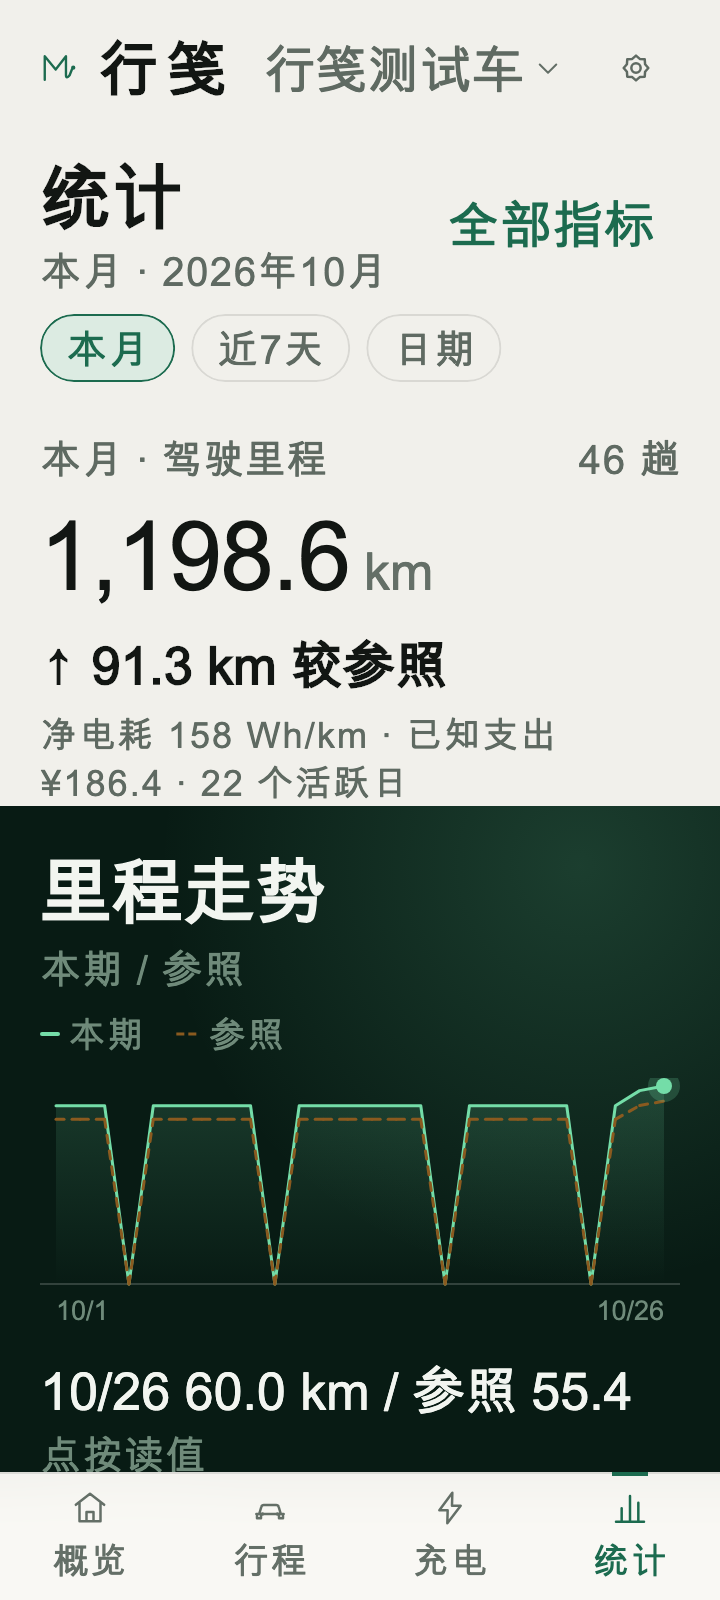 行笺 行笺测试车
统计
全部指标
本月 · 2026年10月
本月 近7天 日期
本月 · 驾驶里程 46 趟
1,198.6 km
↑ 91.3 km 较参照
净电耗 158 Wh/km · 已知支出
¥186.4 · 22 个活跃日
里程走势
本期 / 参照
本期 参照
10/1 10/26
10/26 60.0 km / 参照 55.4
点按读值
概览 行程 充电 统计